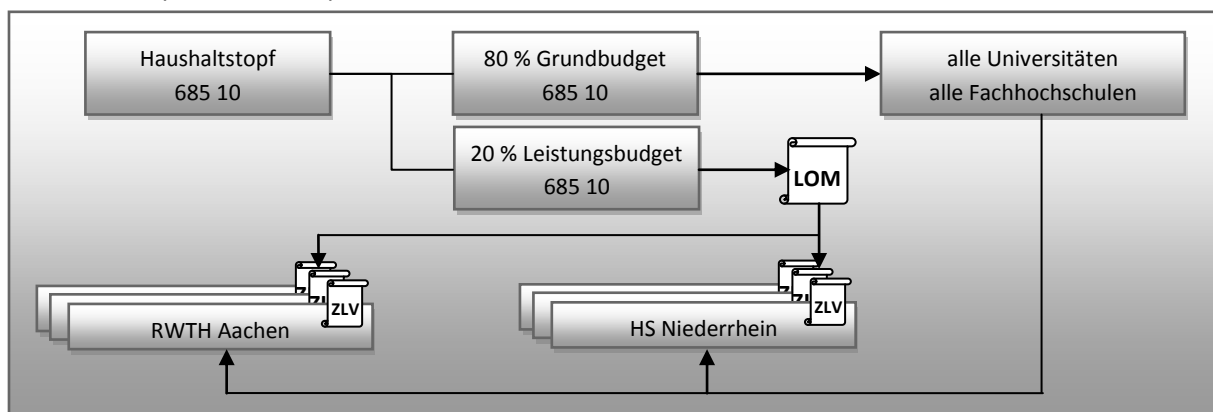 Haushaltstopf
685 10
80 % Grundbudget
685 10
alle Universitäten
alle Fachhochschulen
20 % Leistungsbudget
685 10
LOM
ZLV
RWTH Aachen
ZLV
HS Niederrhein